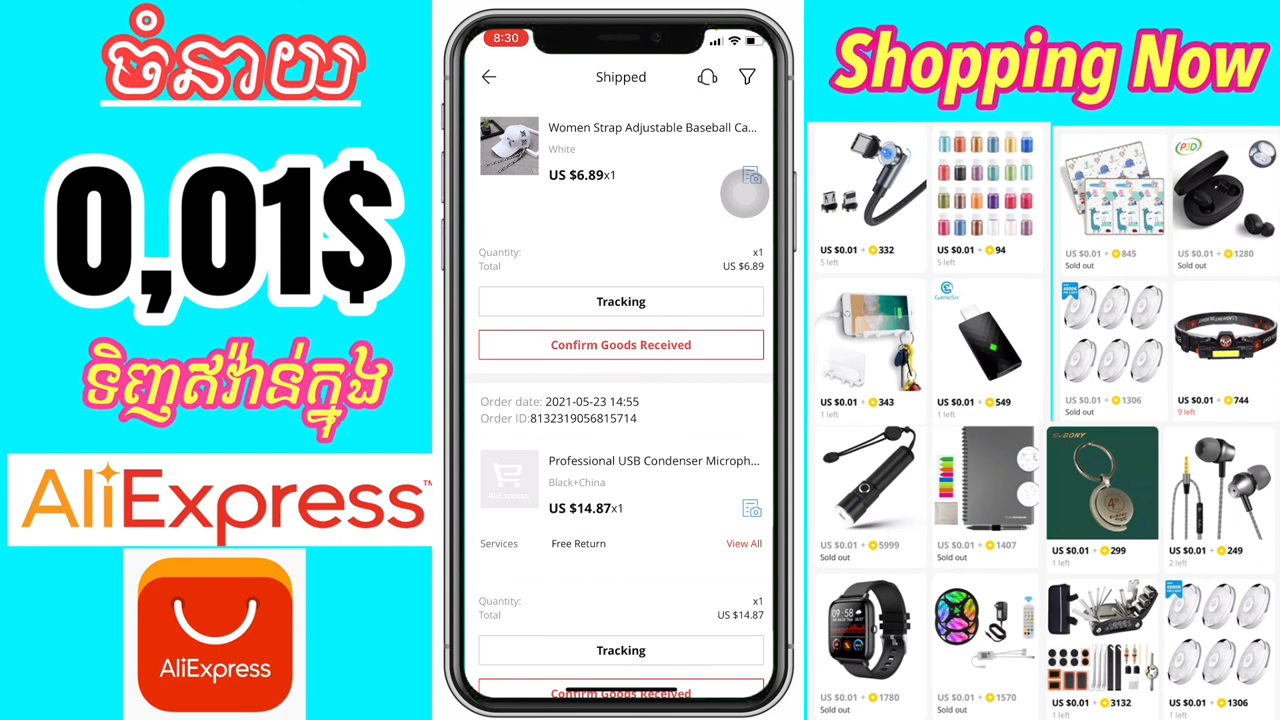 ចំនាយ
0,01$
ទិញឥវ៉ាន់ក្នុង
AliExpress™
AliExpress
8:30
Shipped
Women Strap Adjustable Baseball Ca...
White
US $6.89x1
Quantity: x1
Total US $6.89
Tracking
Confirm Goods Received
Order date: 2021-05-23 14:55
Order ID:8132319056815714
AliExpress
Professional USB Condenser Microph...
Black+China
US $14.87x1
Services Free Return View All
Quantity: x1
Total US $14.87
Tracking
Confirm Goods Received
Shopping Now
PJD
US $0.01 + 332
5 left
US $0.01 + 94
5 left
US $0.01 + 845
Sold out
US $0.01 + 1280
Sold out
GameSir
US $0.01 + 343
1 left
US $0.01 + 549
1 left
US $0.01 + 1306
Sold out
US $0.01 + 744
9 left
US $0.01 + 5999
Sold out
US $0.01 + 1407
Sold out
US $0.01 + 299
1 left
US $0.01 + 249
2 left
09:58
US $0.01 + 1780
Sold out
US $0.01 + 1570
Sold out
US $0.01 + 3132
1 left
US $0.01 + 1306
1 left